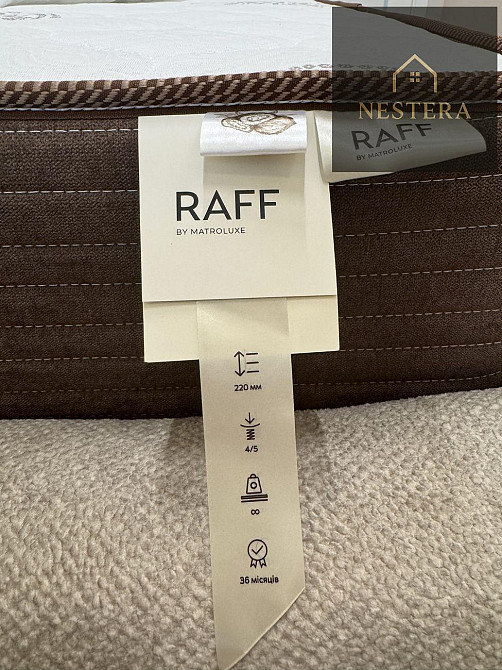 NESTERA
RAFF
BY MATROLUXE
RAFF
BY MATROLUXE
220 мм
4/5
∞
36 місяців